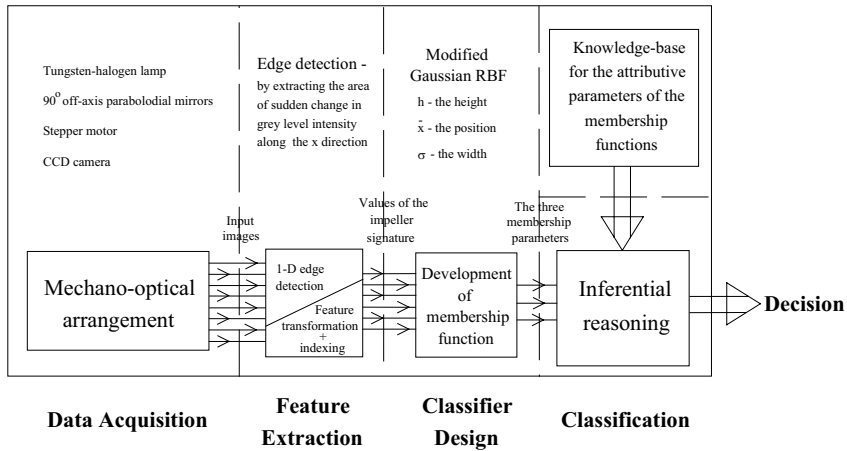 Tungsten-halogen lamp
90° off-axis parabolodial mirrors
Stepper motor
CCD camera
Edge detection -
by extracting the area
of sudden change in
grey level intensity
along the x direction
Modified
Gaussian RBF
h - the height
x̄ - the position
σ - the width
Knowledge-base
for the attributive
parameters of the
membership
functions
Input
images
Values of the
impeller
signature
The three
membership
parameters
Mechano-optical
arrangement
1-D edge
detection
Feature
transformation
+
indexing
Development
of
membership
function
Inferential
reasoning
Decision
Data Acquisition
Feature
Extraction
Classifier
Design
Classification